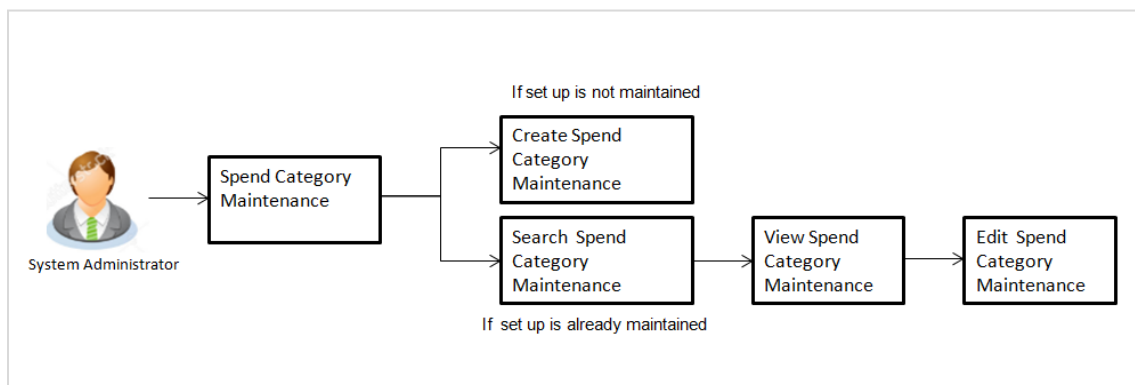 If set up is not maintained
Create Spend
Category
Maintenance
Spend Category
Maintenance
System Administrator
Search Spend
Category
Maintenance
If set up is already maintained
View Spend
Category
Maintenance
Edit Spend
Category
Maintenance